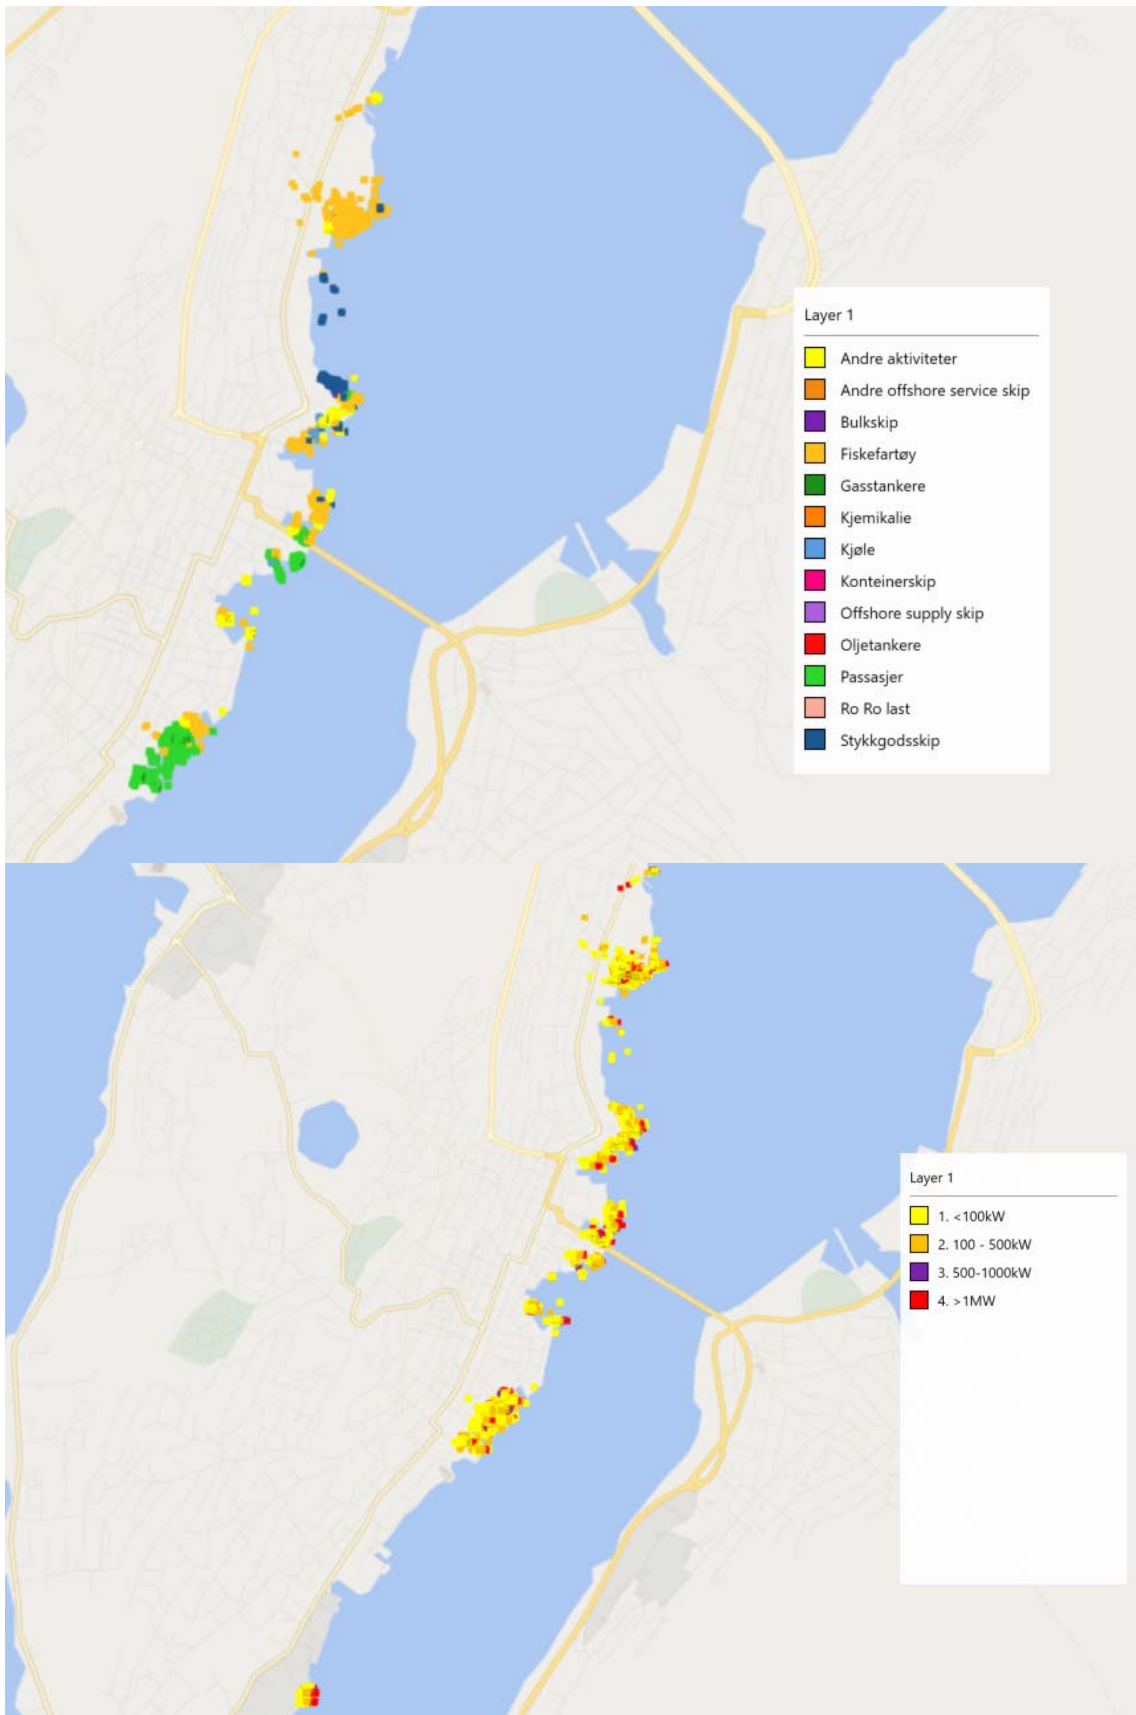 Layer 1
Andre aktiviteter
Andre offshore service skip
Bulkskip
Fiskefartøy
Gasstankere
Kjemikalie
Kjøle
Konteinerskip
Offshore supply skip
Oljetankere
Passasjer
Ro Ro last
Stykkgodsskip
Layer 1
1. <100kW
2. 100 - 500kW
3. 500-1000kW
4. >1MW